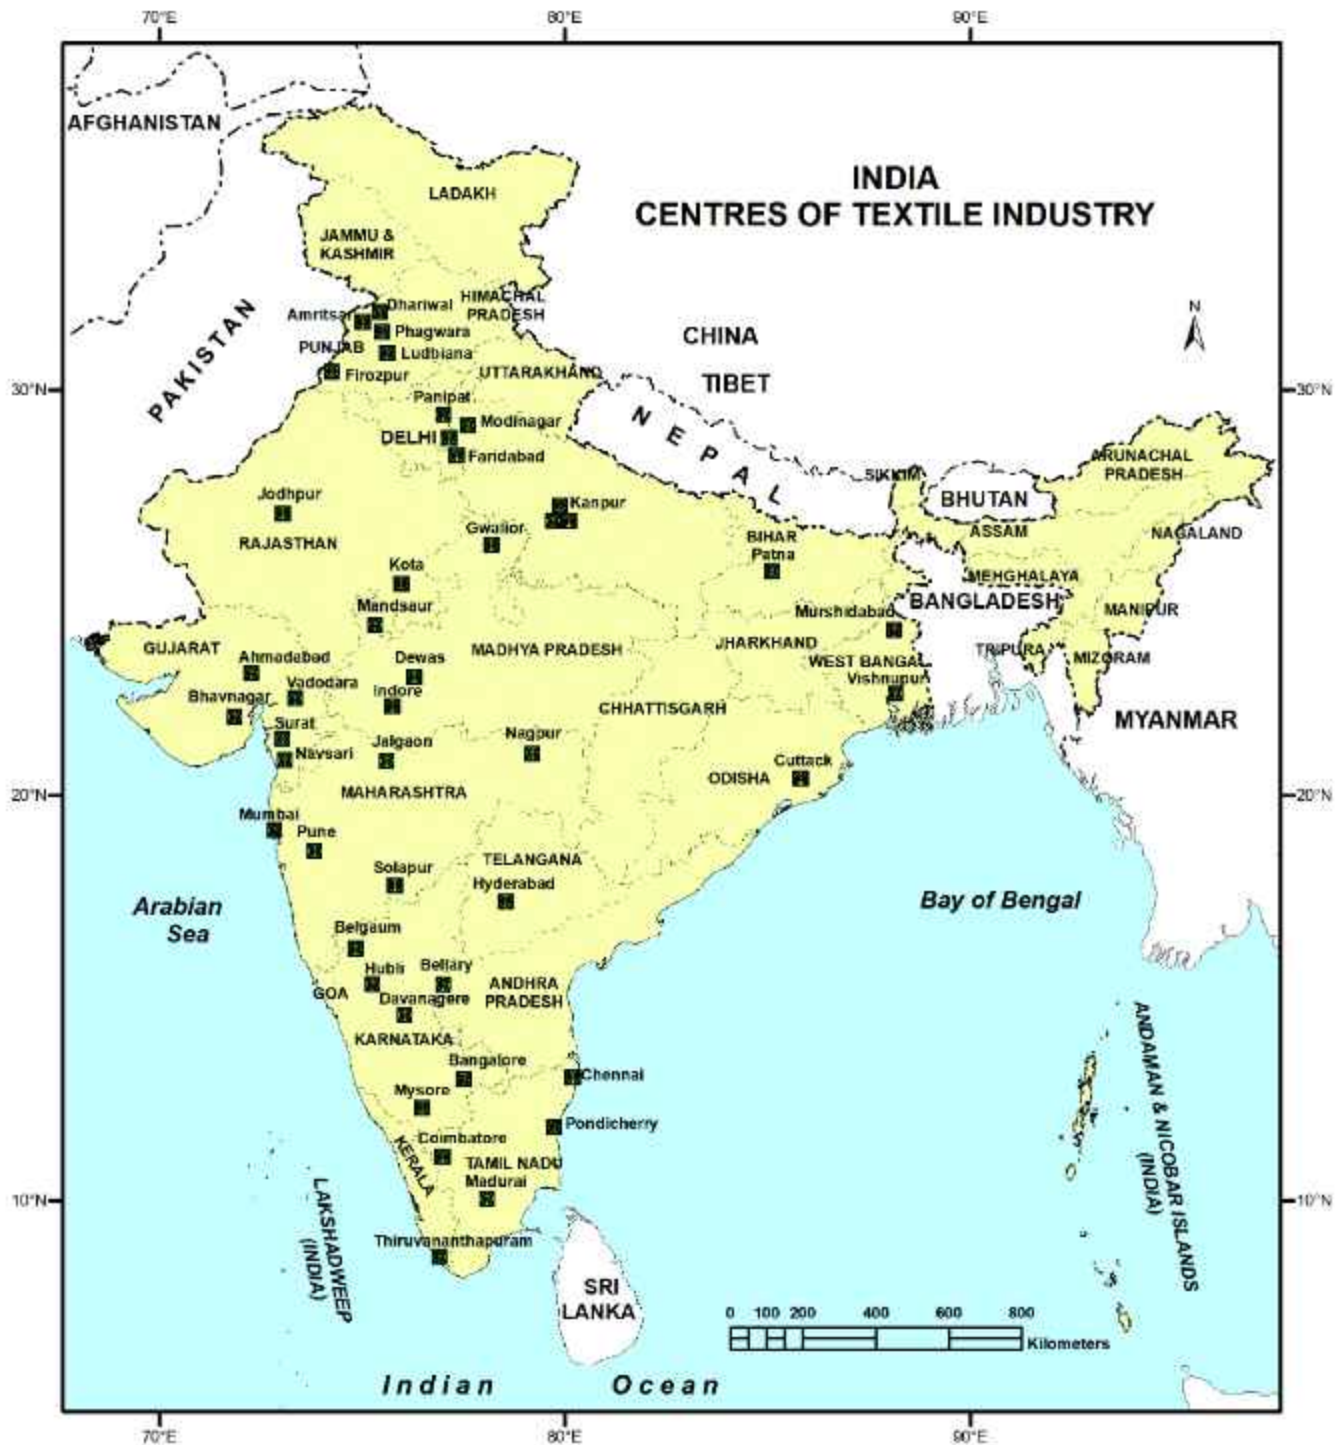 70°E
80°E
90°E
AFGHANISTAN
INDIA
CENTRES OF TEXTILE INDUSTRY
LADAKH
JAMMU &
KASHMIR
HIMACHAL
PRADESH
Dhariwal
Amritsar
Phagwara
PUNJAB
Ludbiana
Firozpur
UTTARAKHAND
PAKISTAN
CHINA
TIBET
N
30°N
30°N
Panipat
Modinagar
DELHI
Faridabad
NEPAL
SIKKIM
BHUTAN
ARUNACHAL
PRADESH
Jodhpur
RAJASTHAN
Kanpur
Gwalior
ASSAM
NAGALAND
BIHAR
Patna
Kota
MEHGHALAYA
Mandsaur
Murshidabad
BANGLADESH
MANIPUR
GUJARAT
MADHYA PRADESH
JHARKHAND
TRIPURA
MIZORAM
Ahmadabad
Dewas
WEST BANGAL
Vishnupur
Vadodara
Bhavnagar
Indore
CHHATTISGARH
MYANMAR
Surat
Navsari
Jalgaon
Nagpur
Cuttack
ODISHA
20°N
20°N
MAHARASHTRA
Mumbai
Pune
Solapur
TELANGANA
Hyderabad
Arabian
Sea
Bay of Bengal
Belgaum
Hubli
Bellary
GOA
Davanagere
ANDHRA
PRADESH
KARNATAKA
Bangalore
Chennai
Mysore
Pondicherry
Coimbatore
KERALA
TAMIL NADU
Madurai
10°N
10°N
Thiruvananthapuram
LAKSHADWEEP
(INDIA)
ANDAMAN & NICOBAR ISLANDS
(INDIA)
SRI
LANKA
0 100 200 400 600 800
Kilometers
Indian Ocean
70°E
80°E
90°E